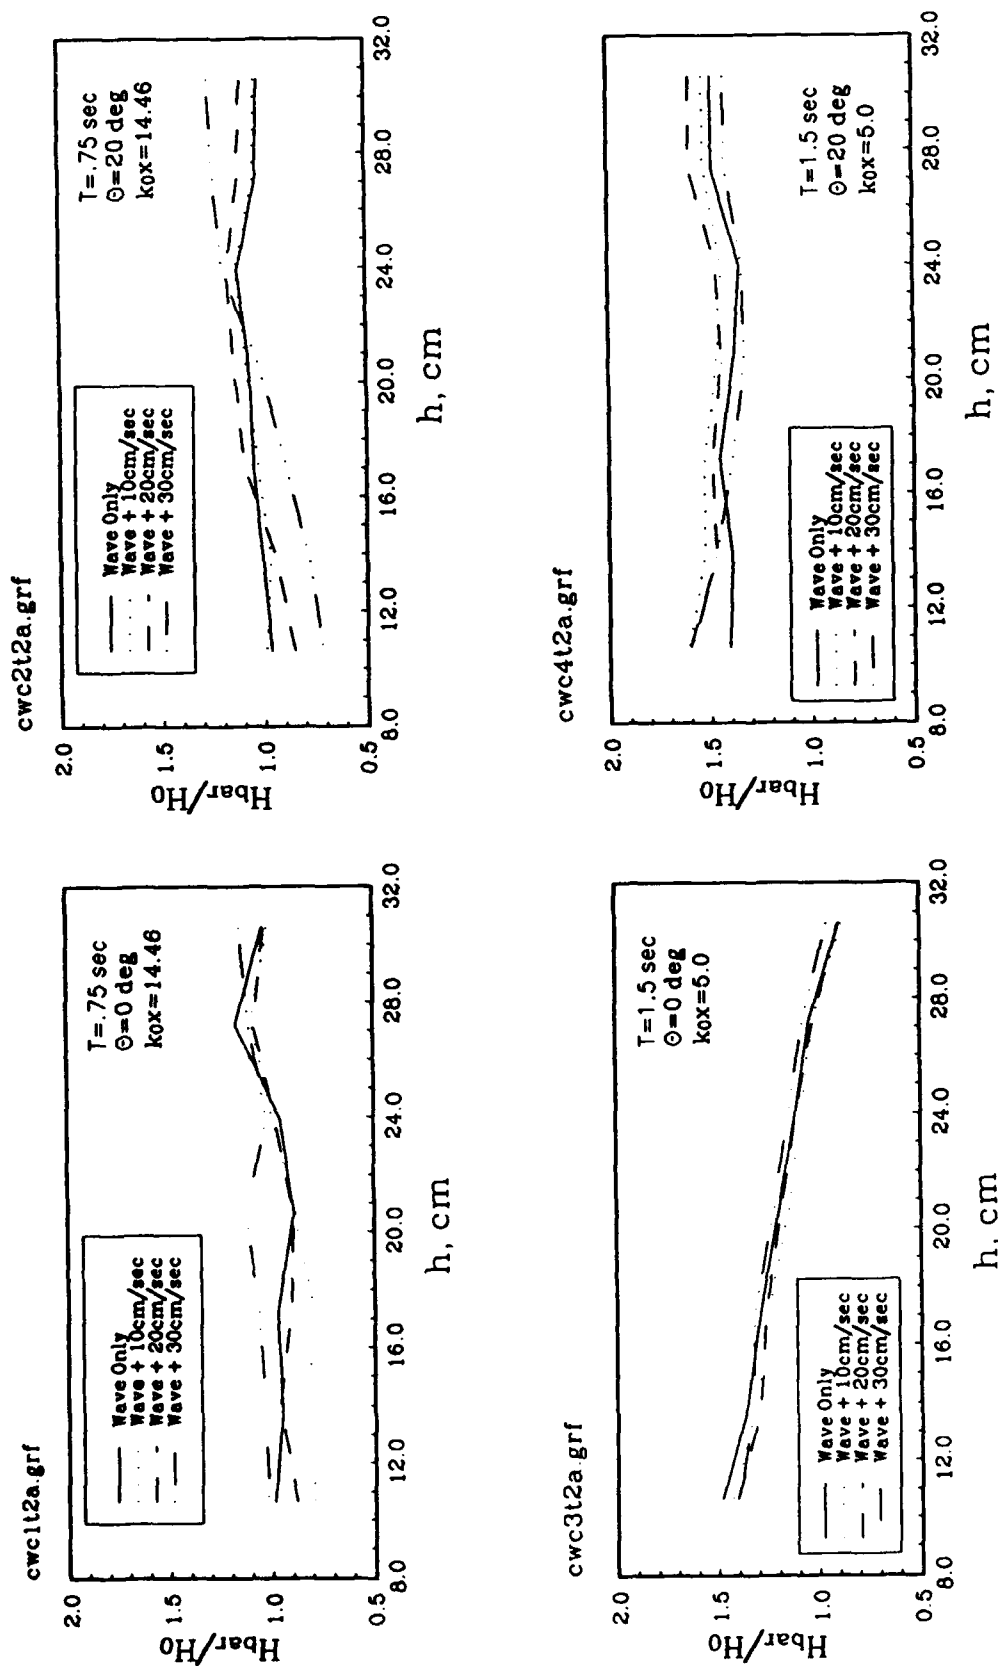 cwc1t2a.grf
2.0
1.5
1.0
0.5
Hbar/H0
Wave Only
Wave + 10cm/sec
Wave + 20cm/sec
Wave + 30cm/sec
T=.75 sec
Θ=0 deg
k0x=14.46
8.0 12.0 16.0 20.0 24.0 28.0 32.0
h, cm
cwc2t2a.grf
2.0
1.5
1.0
0.5
Hbar/H0
Wave Only
Wave + 10cm/sec
Wave + 20cm/sec
Wave + 30cm/sec
T=.75 sec
Θ=20 deg
k0x=14.46
8.0 12.0 16.0 20.0 24.0 28.0 32.0
h, cm
cwc3t2a.grf
2.0
1.5
1.0
0.5
Hbar/H0
Wave Only
Wave + 10cm/sec
Wave + 20cm/sec
Wave + 30cm/sec
T=1.5 sec
Θ=0 deg
k0x=5.0
8.0 12.0 16.0 20.0 24.0 28.0 32.0
h, cm
cwc4t2a.grf
2.0
1.5
1.0
0.5
Hbar/H0
Wave Only
Wave + 10cm/sec
Wave + 20cm/sec
Wave + 30cm/sec
T=1.5 sec
Θ=20 deg
k0x=5.0
8.0 12.0 16.0 20.0 24.0 28.0 32.0
h, cm